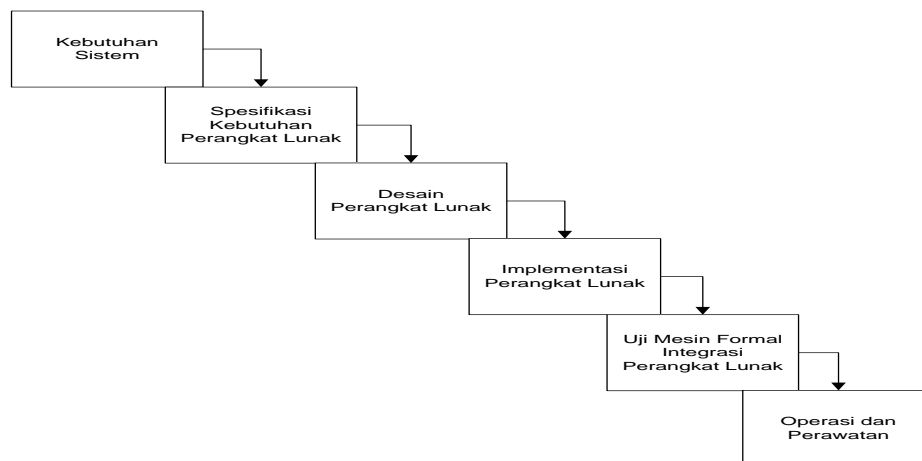 Kebutuhan
Sistem
Spesifikasi
Kebutuhan
Perangkat Lunak
Desain
Perangkat Lunak
Implementasi
Perangkat Lunak
Uji Mesin Formal
Integrasi
Perangkat Lunak
Operasi dan
Perawatan